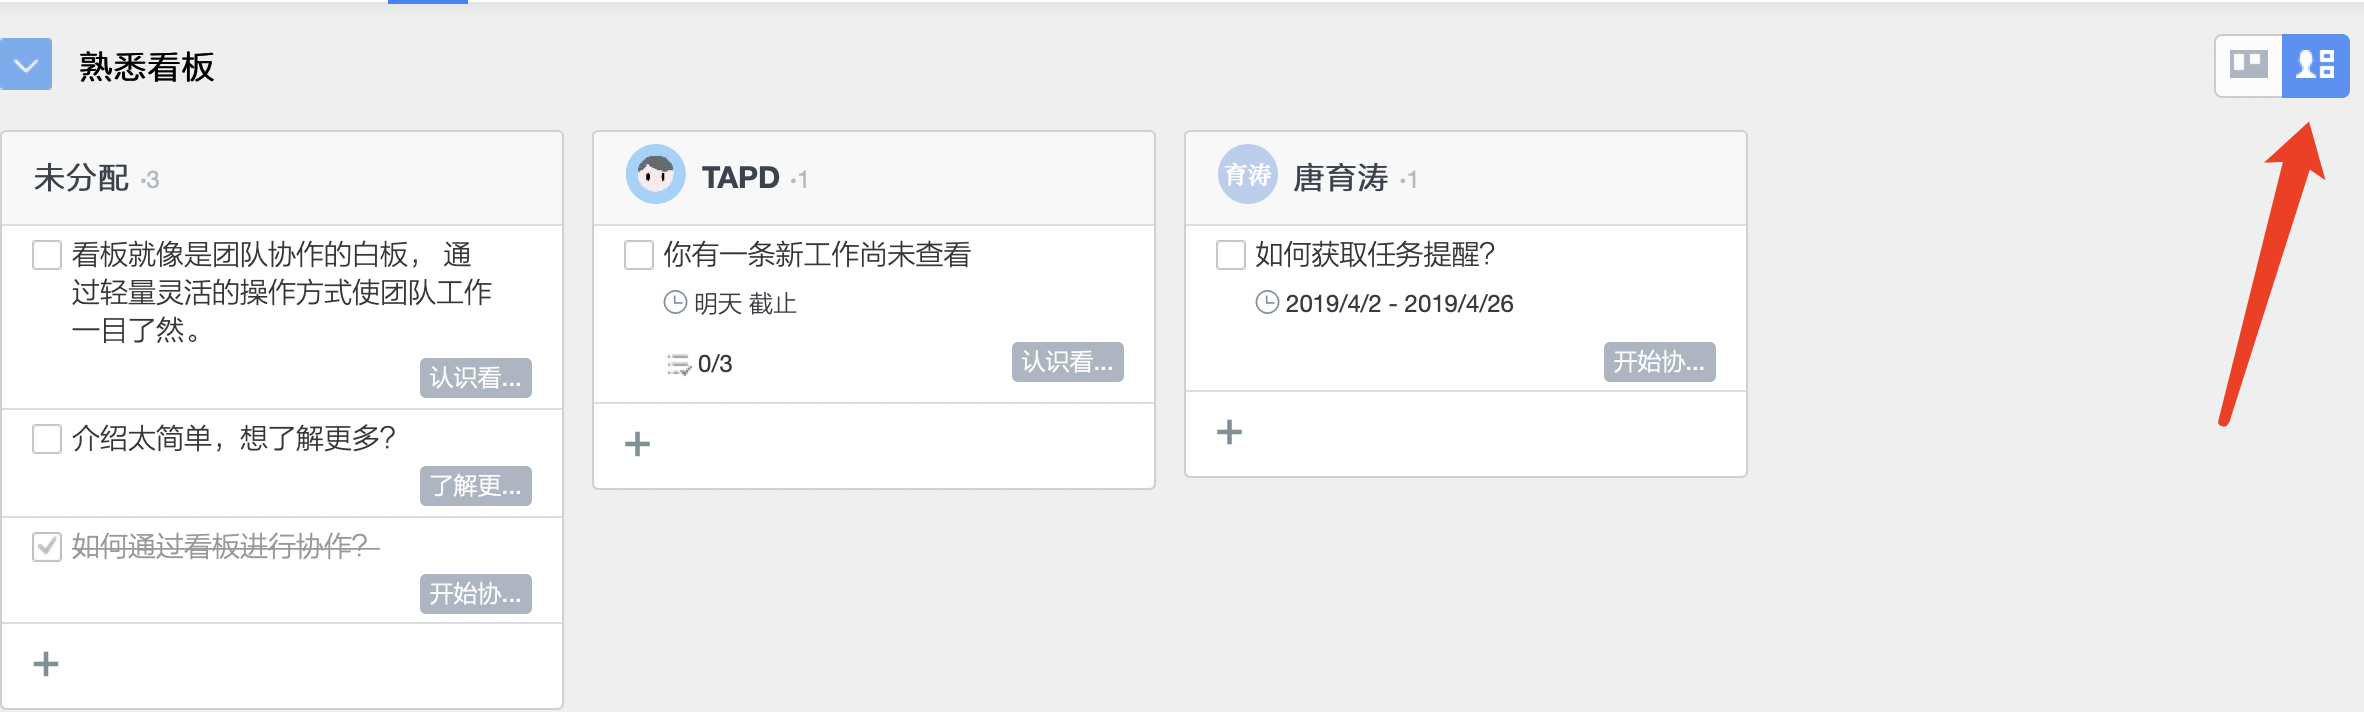 熟悉看板
未分配 ·3
看板就像是团队协作的白板， 通
过轻量灵活的操作方式使团队工作
一目了然。
认识看...
介绍太简单，想了解更多？
了解更...
如何通过看板进行协作？
开始协...
TAPD ·1
你有一条新工作尚未查看
明天 截止
0/3
认识看...
育涛
唐育涛 ·1
如何获取任务提醒？
2019/4/2 - 2019/4/26
开始协...